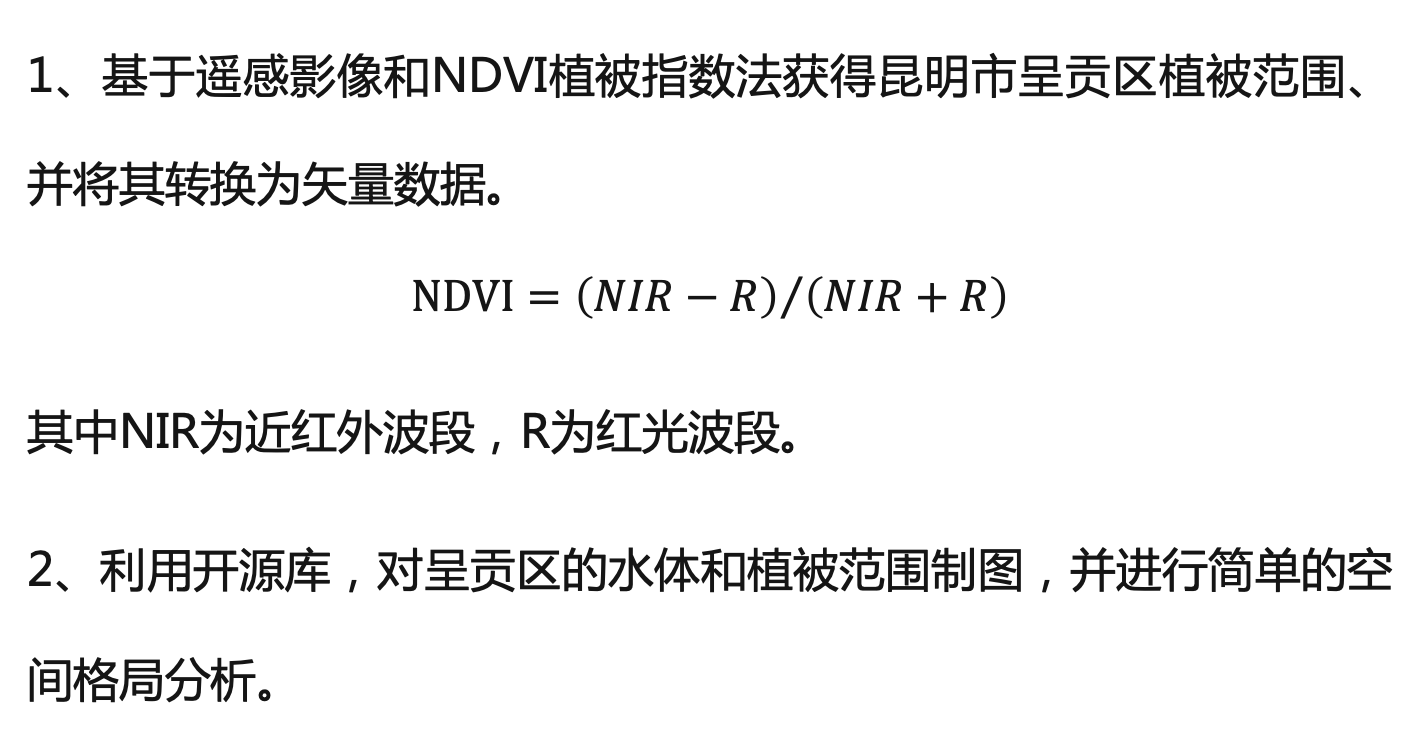 1、基于遥感影像和NDVI植被指数法获得昆明市呈贡区植被范围、
并将其转换为矢量数据。
NDVI = (NIR − R)/(NIR + R)
其中NIR为近红外波段，R为红光波段。
2、利用开源库，对呈贡区的水体和植被范围制图，并进行简单的空
间格局分析。